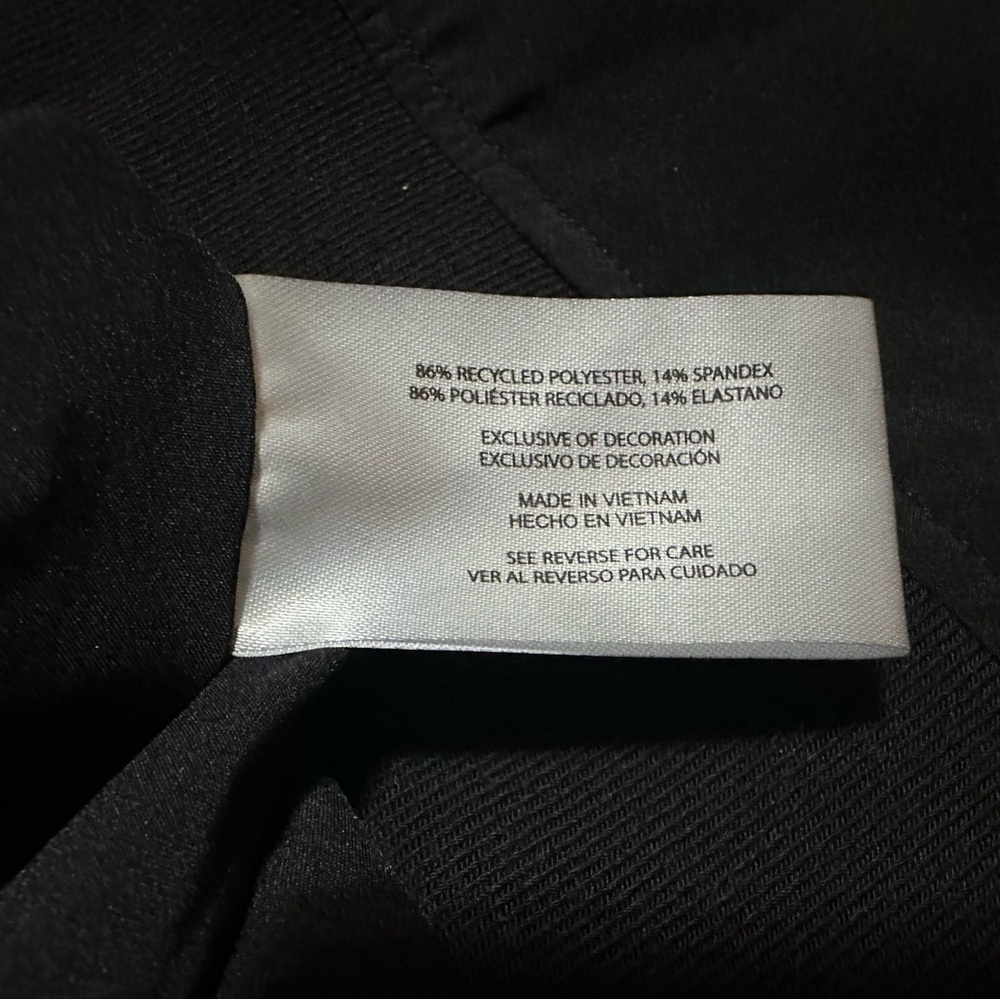 86% RECYCLED POLYESTER, 14% SPANDEX
86% POLIÉSTER RECICLADO, 14% ELASTANO
EXCLUSIVE OF DECORATION
EXCLUSIVO DE DECORACIÓN
MADE IN VIETNAM
HECHO EN VIETNAM
SEE REVERSE FOR CARE
VER AL REVERSO PARA CUIDADO